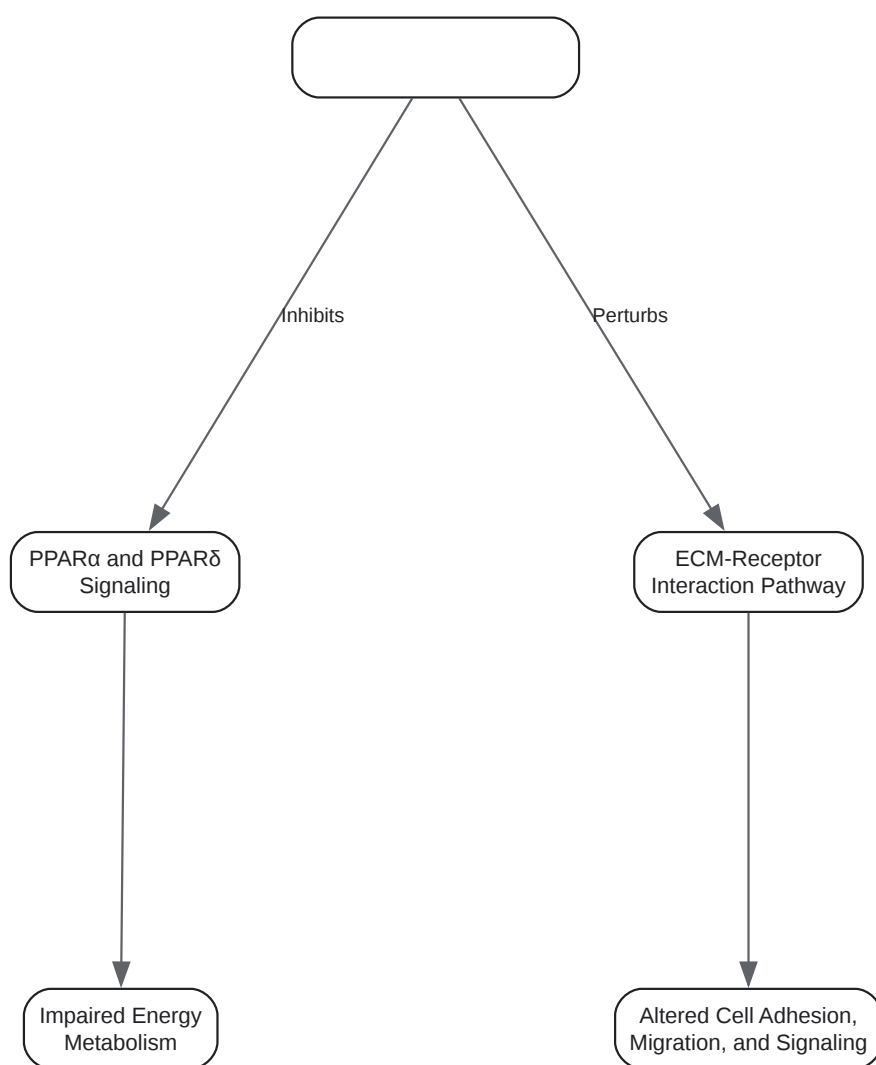 Inhibits
Perturbs
PPARα and PPARδ
Signaling
ECM-Receptor
Interaction Pathway
Impaired Energy
Metabolism
Altered Cell Adhesion,
Migration, and Signaling